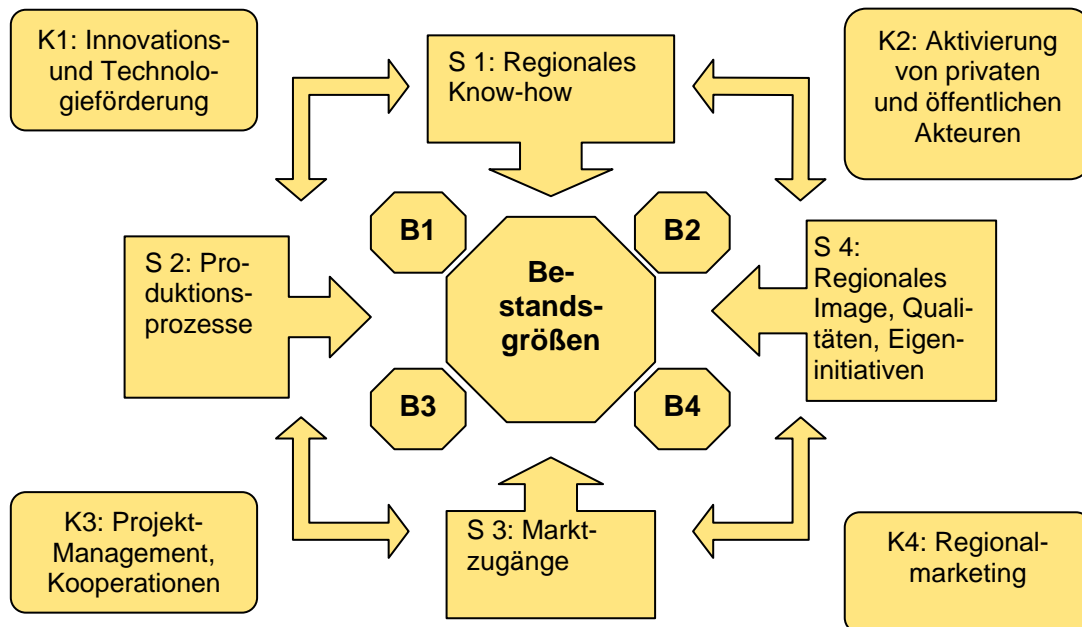 K1: Innovations-
und Technolo-
gieförderung
S 1: Regionales
Know-how
K2: Aktivierung
von privaten
und öffentlichen
Akteuren
B1
B2
S 2: Pro-
duktions-
prozesse
Be-
stands-
größen
S 4:
Regionales
Image, Quali-
täten, Eigen-
initiativen
B3
B4
K3: Projekt-
Management,
Kooperationen
S 3: Markt-
zugänge
K4: Regional-
marketing